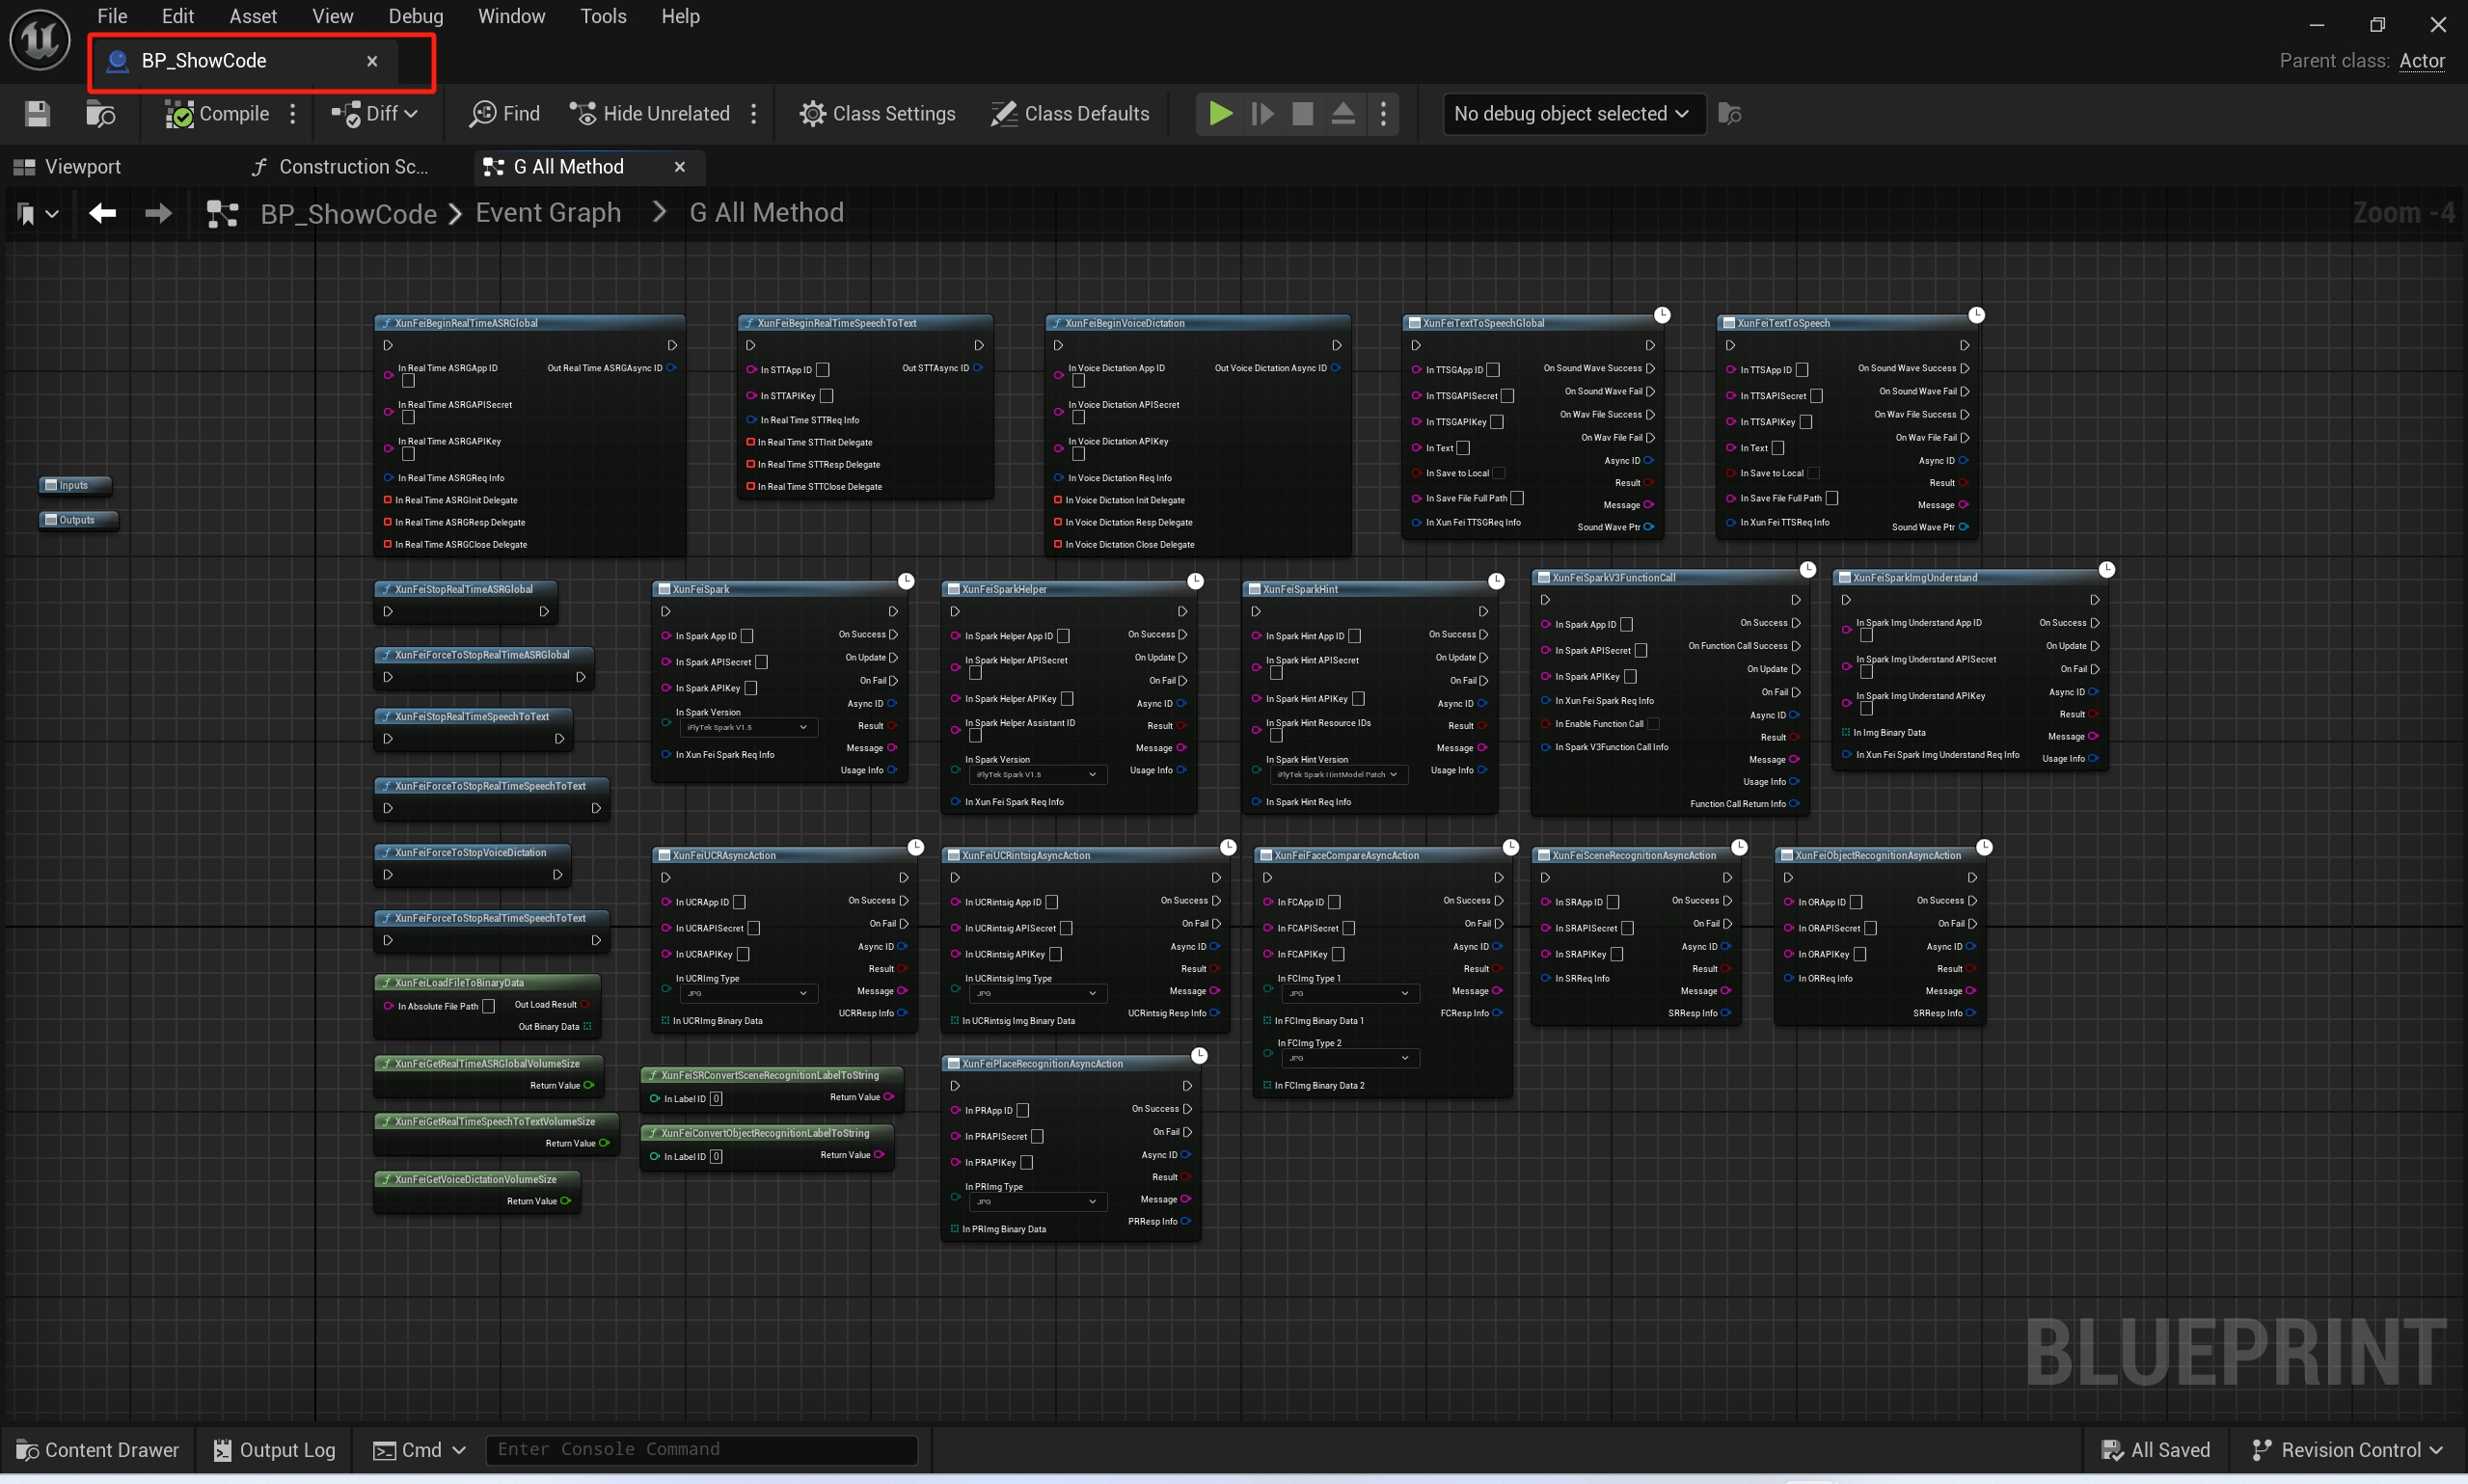 File Edit Asset View Debug Window Tools Help
BP_ShowCode
Parent class: Actor
Compile Diff Find Hide Unrelated Class Settings Class Defaults No debug object selected
Viewport Construction Sc... G All Method
BP_ShowCode Event Graph G All Method Zoom -4
Inputs
Outputs
XunFeiBeginRealTimeASRGlobal
In Real Time ASRGApp ID Out Real Time ASRGAsync ID
In Real Time ASRGAPISecret
In Real Time ASRGAPIKey
In Real Time ASRGReq Info
In Real Time ASRGInit Delegate
In Real Time ASRGResp Delegate
In Real Time ASRGClose Delegate
XunFeiBeginRealTimeSpeechToText
In STTApp ID Out STTAsync ID
In STTAPIKey
In Real Time STTReq Info
In Real Time STTInit Delegate
In Real Time STTResp Delegate
In Real Time STTClose Delegate
XunFeiBeginVoiceDictation
In Voice Dictation App ID Out Voice Dictation Async ID
In Voice Dictation APISecret
In Voice Dictation APIKey
In Voice Dictation Req Info
In Voice Dictation Init Delegate
In Voice Dictation Resp Delegate
In Voice Dictation Close Delegate
XunFeiTextToSpeechGlobal
In TTSGApp ID On Sound Wave Success
In TTSGAPISecret On Sound Wave Fail
In TTSGAPIKey On Wav File Success
In Text On Wav File Fail
Async ID
In Save to Local Result
In Save File Full Path Message
In Xun Fei TTSGReq Info Sound Wave Ptr
XunFeiTextToSpeech
In TTSApp ID On Sound Wave Success
In TTSAPISecret On Sound Wave Fail
In TTSAPIKey On Wav File Success
In Text On Wav File Fail
Async ID
In Save to Local Result
In Save File Full Path Message
In Xun Fei TTSReq Info Sound Wave Ptr
XunFeiStopRealTimeASRGlobal
XunFeiForceToStopRealTimeASRGlobal
XunFeiStopRealTimeSpeechToText
XunFeiForceToStopRealTimeSpeechToText
XunFeiForceToStopVoiceDictation
XunFeiForceToStopRealTimeSpeechToText
XunFeiLoadFileToBinaryData
In Absolute File Path Out Load Result
Out Binary Data
XunFeiGetRealTimeASRGlobalVolumeSize
Return Value
XunFeiGetRealTimeSpeechToTextVolumeSize
Return Value
XunFeiGetVoiceDictationVolumeSize
Return Value
XunFeiSpark
In Spark App ID On Success
In Spark APISecret On Update
In Spark APIKey On Fail
Async ID
In Spark Version Result
iFlyTek Spark V1.5
Message
In Xun Fei Spark Req Info
Usage Info
XunFeiSparkHelper
In Spark Helper App ID On Success
In Spark Helper APISecret On Update
On Fail
In Spark Helper APIKey Async ID
In Spark Helper Assistant ID Result
Message
In Spark Version Usage Info
iFlyTek Spark V1.5
In Xun Fei Spark Req Info
XunFeiSparkHint
In Spark Hint App ID On Success
In Spark Hint APISecret On Update
On Fail
In Spark Hint APIKey Async ID
In Spark Hint Resource IDs Result
Message
In Spark Hint Version Usage Info
iFlyTek Spark HintModel Patch
In Spark Hint Req Info
XunFeiSparkV3FunctionCall
In Spark App ID On Success
In Spark APISecret On Function Call Success
In Spark APIKey On Update
On Fail
In Xun Fei Spark Req Info
Async ID
In Enable Function Call
Result
In Spark V3Function Call Info
Message
Usage Info
Function Call Return Info
XunFeiSparkImgUnderstand
In Spark Img Understand App ID On Success
On Update
In Spark Img Understand APISecret On Fail
In Spark Img Understand APIKey Async ID
Result
In Img Binary Data Message
In Xun Fei Spark Img Understand Req Info Usage Info
XunFeiUCRAsyncAction
In UCRApp ID On Success
In UCRAPISecret On Fail
In UCRAPIKey Async ID
Result
In UCRImg Type
JPG Message
In UCRImg Binary Data UCRResp Info
XunFeiUCRintsigAsyncAction
In UCRintsig App ID On Success
In UCRintsig APISecret On Fail
In UCRintsig APIKey Async ID
Result
In UCRintsig Img Type
JPG Message
In UCRintsig Img Binary Data UCRintsig Resp Info
XunFeiFaceCompareAsyncAction
In FCApp ID On Success
In FCAPISecret On Fail
In FCAPIKey Async ID
Result
In FCImg Type 1
JPG Message
FCResp Info
In FCImg Binary Data 1
In FCImg Type 2
JPG
In FCImg Binary Data 2
XunFeiSceneRecognitionAsyncAction
In SRApp ID On Success
In SRAPISecret On Fail
In SRAPIKey Async ID
Result
In SRReq Info
Message
SRResp Info
XunFeiObjectRecognitionAsyncAction
In ORApp ID On Success
In ORAPISecret On Fail
In ORAPIKey Async ID
Result
In ORReq Info
Message
SRResp Info
XunFeiSRConvertSceneRecognitionLabelToString
In Label ID 0 Return Value
XunFeiConvertObjectRecognitionLabelToString
In Label ID 0 Return Value
XunFeiPlaceRecognitionAsyncAction
In PRApp ID On Success
In PRAPISecret On Fail
In PRAPIKey Async ID
Result
In PRImg Type
JPG Message
In PRImg Binary Data PRResp Info
BLUEPRINT
Content Drawer Output Log Cmd Enter Console Command All Saved Revision Control